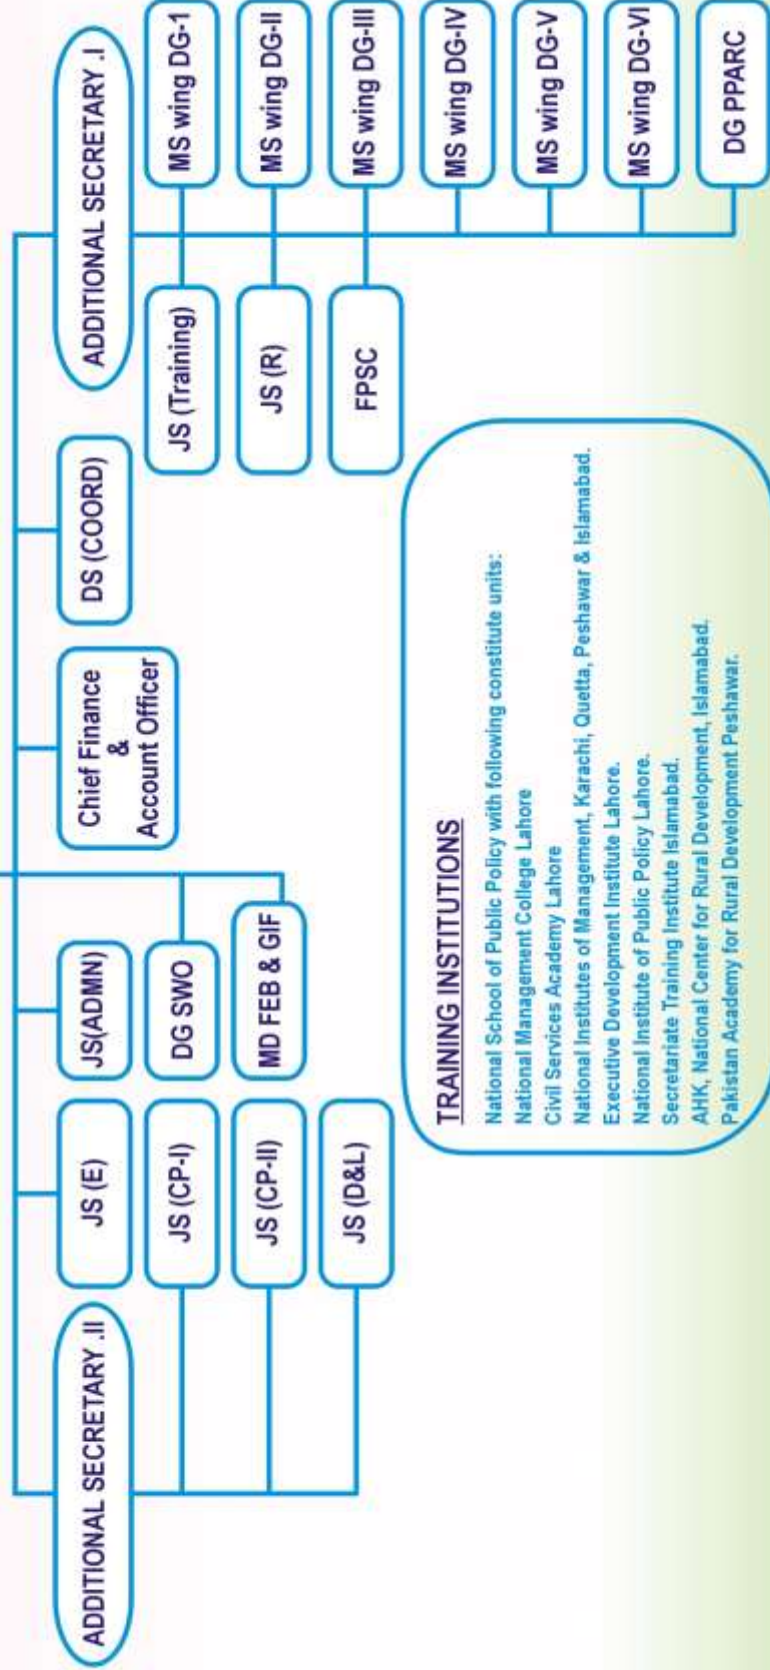 ADDITIONAL SECRETARY .II
JS (E)
JS(ADMN)
Chief Finance
&
Account Officer
DS (COORD)
ADDITIONAL SECRETARY .I
JS (CP-I)
DG SWO
JS (Training)
MS wing DG-1
JS (CP-II)
MD FEB & GIF
JS (R)
MS wing DG-II
JS (D&L)
FPSC
MS wing DG-III
MS wing DG-IV
MS wing DG-V
MS wing DG-VI
DG PPARC
TRAINING INSTITUTIONS
National School of Public Policy with following constitute units:
National Management College Lahore
Civil Services Academy Lahore
National Institutes of Management, Karachi, Quetta, Peshawar & Islamabad.
Executive Development Institute Lahore.
National Institute of Public Policy Lahore.
Secretariate Training Institute Islamabad.
AHK, National Center for Rural Development, Islamabad.
Pakistan Academy for Rural Development Peshawar.